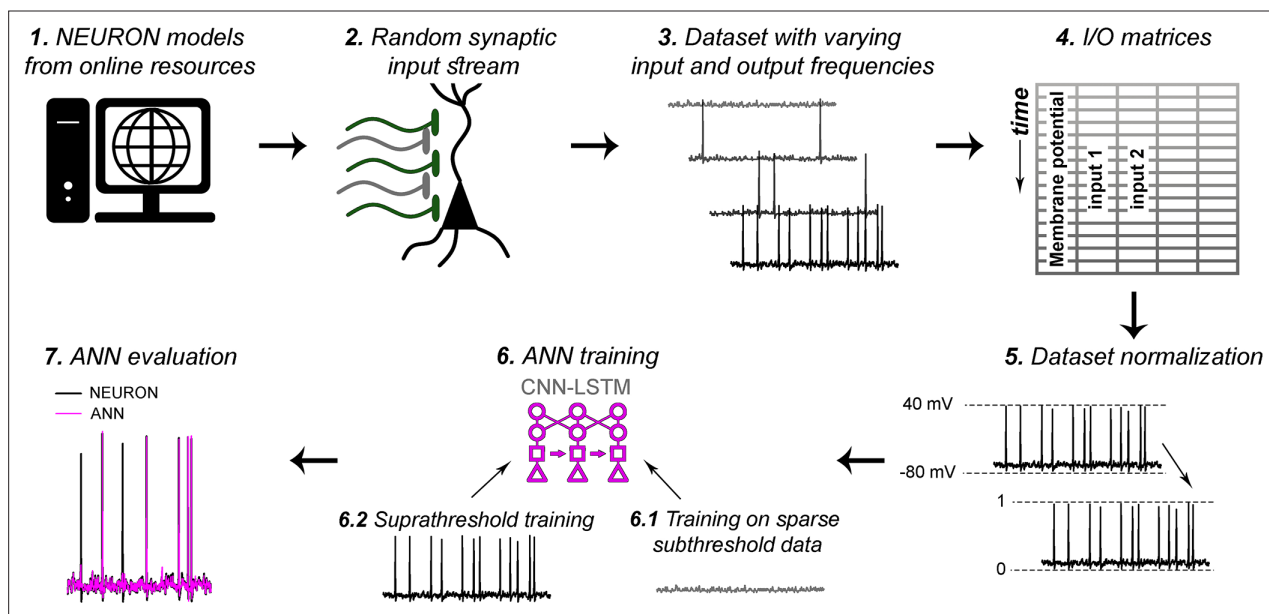 1. NEURON models
from online resources
2. Random synaptic
input stream
3. Dataset with varying
input and output frequencies
4. I/O matrices
time
Membrane potential
input 1
input 2
5. Dataset normalization
40 mV
-80 mV
1
0
6. ANN training
CNN-LSTM
6.2 Suprathreshold training
6.1 Training on sparse
subthreshold data
7. ANN evaluation
NEURON
ANN